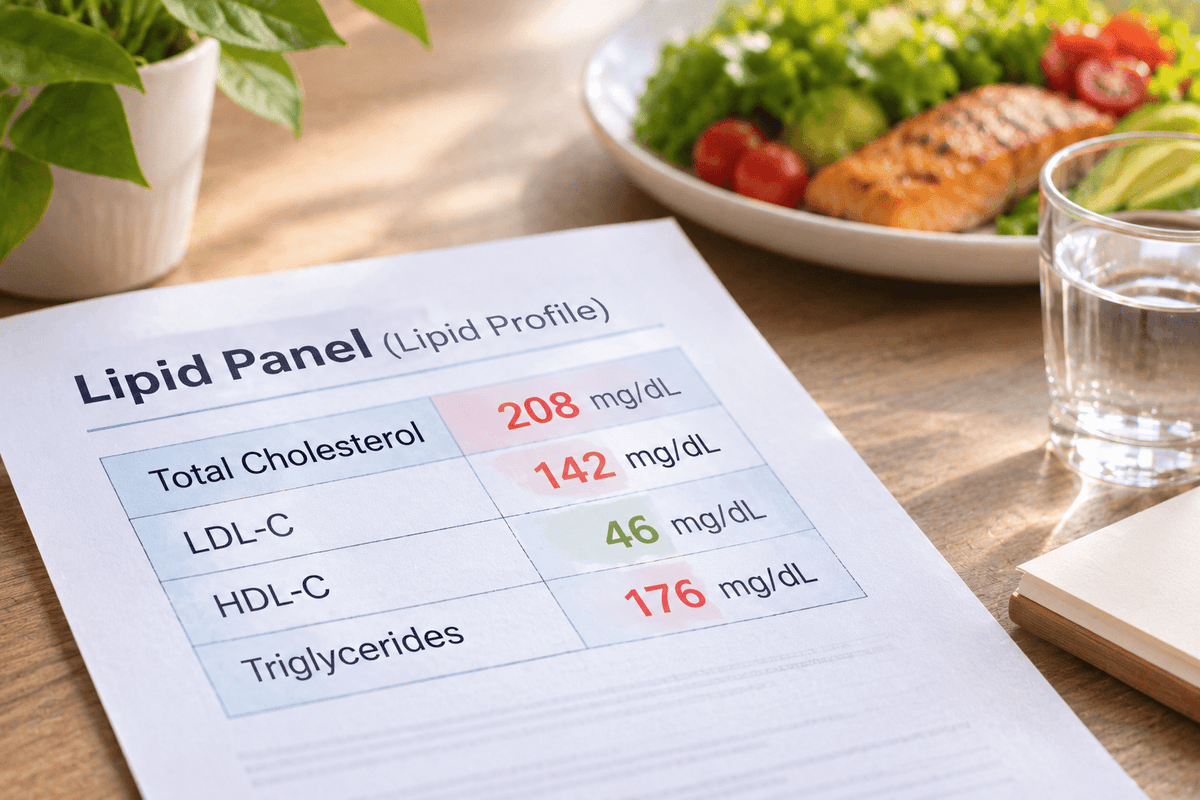 Lipid Panel (Lipid Profile)
Total Cholesterol 208 mg/dL
LDL-C 142 mg/dL
HDL-C 46 mg/dL
Triglycerides 176 mg/dL